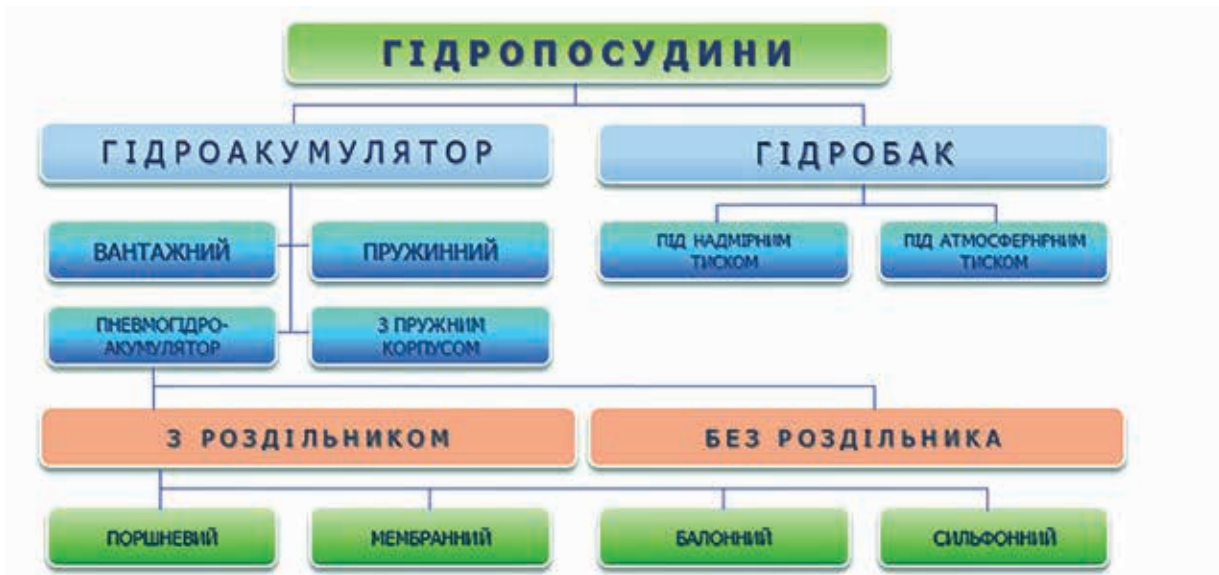 ГІДРОПОСУДИНИ
ГІДРОАКУМУЛЯТОР
ГІДРОБАК
ВАНТАЖНИЙ
ПРУЖИННИЙ
ПІД НАДМІРНИМ
ТИСКОМ
ПІД АТМОСФЕРНРНИМ
ТИСКОМ
ПНЕВМОГІДРО-
АКУМУЛЯТОР
З ПРУЖНИМ
КОРПУСОМ
З РОЗДІЛЬНИКОМ
БЕЗ РОЗДІЛЬНИКА
ПОРШНЕВИЙ
МЕМБРАННИЙ
БАЛОННИЙ
СИЛЬФОННИЙ